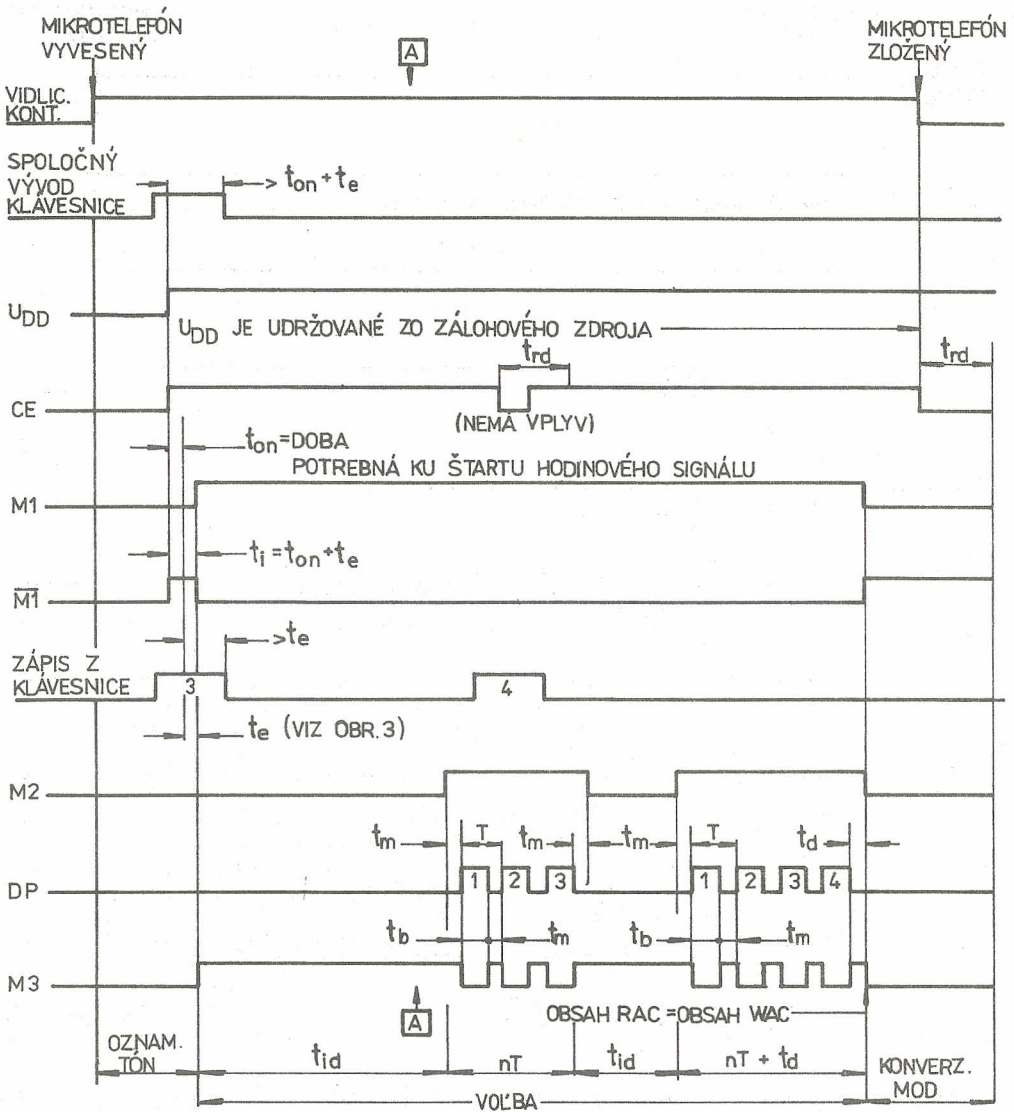 MIKROTELEFÓN
VYVESENÝ
MIKROTELEFÓN
ZLOŽENÝ
A
VIDLIC.
KONT.
SPOLOČNÝ
VÝVOD
KLÁVESNICE
> ton + te
UDD
UDD JE UDRŽOVANÉ ZO ZÁLOHOVÉHO ZDROJA
trd
trd
CE
(NEMÁ VPLYV)
ton = DOBA
POTREBNÁ KU ŠTARTU HODINOVÉHO SIGNÁLU
M1
ti = ton + te
M1
> te
ZÁPIS Z
KLÁVESNICE
3
4
te (VIZ OBR. 3)
M2
tm
T
tm
tm
T
td
DP
1
2
3
1
2
3
4
tb
tm
tb
tm
M3
A
OBSAH RAC = OBSAH WAC
OZNAM.
TÓN
tid
nT
tid
nT + td
KONVERZ.
MOD
VOĽBA